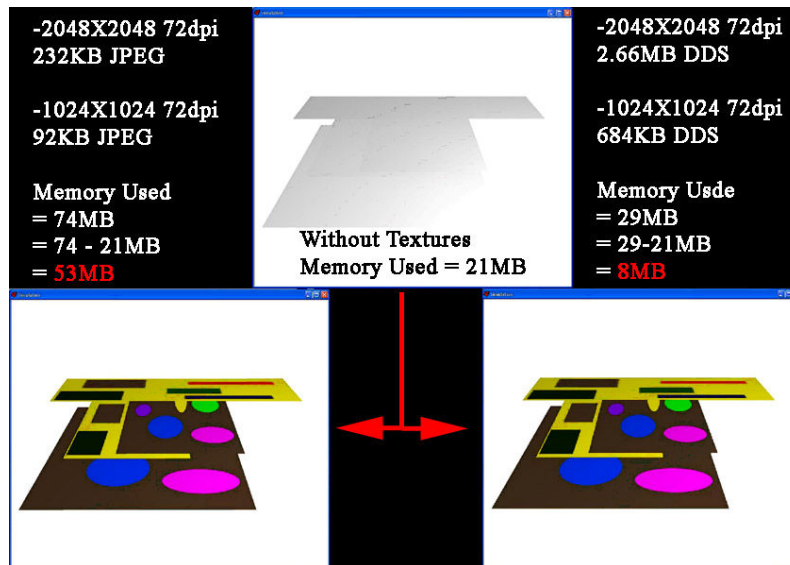 -2048X2048 72dpi
232KB JPEG
-1024X1024 72dpi
92KB JPEG
Memory Used
= 74MB
= 74 - 21MB
= 53MB
Without Textures
Memory Used = 21MB
-2048X2048 72dpi
2.66MB DDS
-1024X1024 72dpi
684KB DDS
Memory Usde
= 29MB
= 29-21MB
= 8MB